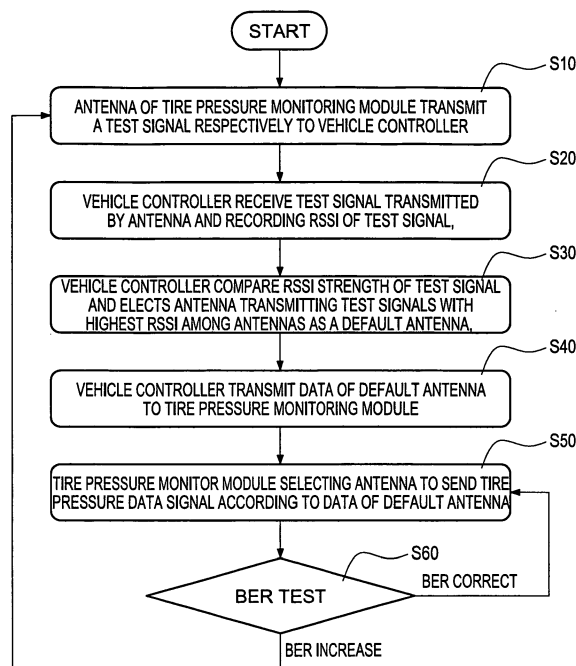 START
S10
ANTENNA OF TIRE PRESSURE MONITORING MODULE TRANSMIT
A TEST SIGNAL RESPECTIVELY TO VEHICLE CONTROLLER
S20
VEHICLE CONTROLLER RECEIVE TEST SIGNAL TRANSMITTED
BY ANTENNA AND RECORDING RSSI OF TEST SIGNAL,
S30
VEHICLE CONTROLLER COMPARE RSSI STRENGTH OF TEST SIGNAL
AND ELECTS ANTENNA TRANSMITTING TEST SIGNALS WITH
HIGHEST RSSI AMONG ANTENNAS AS A DEFAULT ANTENNA,
S40
VEHICLE CONTROLLER TRANSMIT DATA OF DEFAULT ANTENNA
TO TIRE PRESSURE MONITORING MODULE
S50
TIRE PRESSURE MONITOR MODULE SELECTING ANTENNA TO SEND TIRE
PRESSURE DATA SIGNAL ACCORDING TO DATA OF DEFAULT ANTENNA
S60
BER TEST
BER CORRECT
BER INCREASE